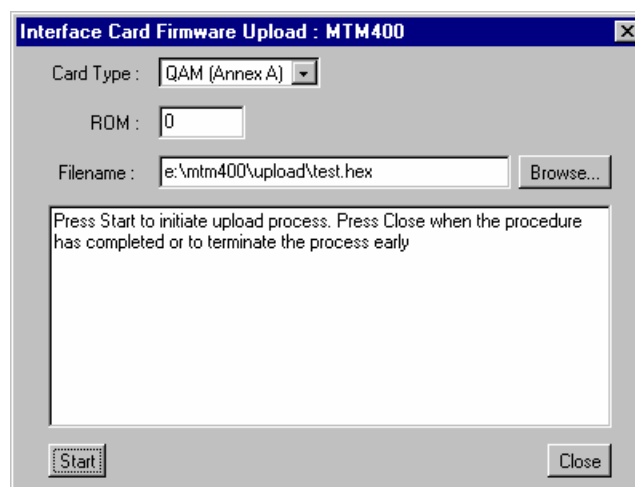 Interface Card Firmware Upload : MTM400
Card Type : QAM (Annex A)
ROM : 0
Filename : e:\mtm400\upload\test.hex Browse...
Press Start to initiate upload process. Press Close when the procedure
has completed or to terminate the process early
Start Close